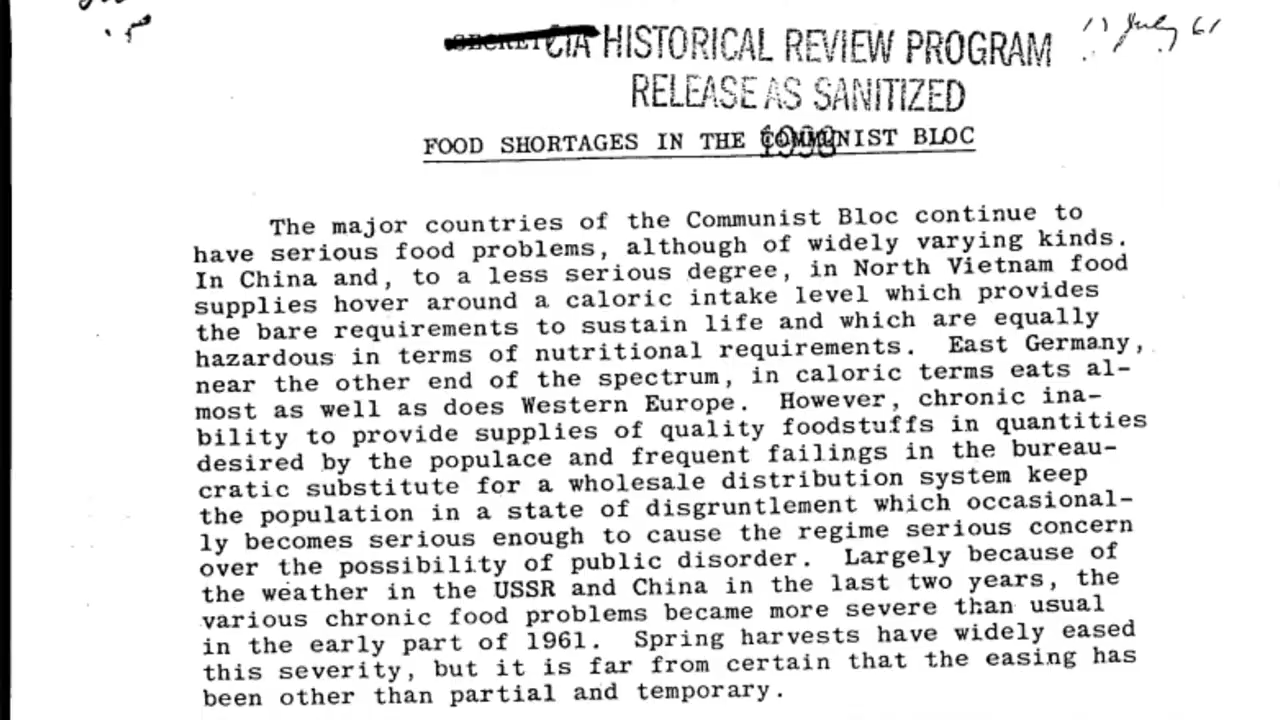 SECRET CIA HISTORICAL REVIEW PROGRAM
RELEASE AS SANITIZED
FOOD SHORTAGES IN THE COMMUNIST BLOC
July 61
The major countries of the Communist Bloc continue to
have serious food problems, although of widely varying kinds.
In China and, to a less serious degree, in North Vietnam food
supplies hover around a caloric intake level which provides
the bare requirements to sustain life and which are equally
hazardous in terms of nutritional requirements. East Germany,
near the other end of the spectrum, in caloric terms eats al-
most as well as does Western Europe. However, chronic ina-
bility to provide supplies of quality foodstuffs in quantities
desired by the populace and frequent failings in the bureau-
cratic substitute for a wholesale distribution system keep
the population in a state of disgruntlement which occasional-
ly becomes serious enough to cause the regime serious concern
over the possibility of public disorder. Largely because of
the weather in the USSR and China in the last two years, the
various chronic food problems became more severe than usual
in the early part of 1961. Spring harvests have widely eased
this severity, but it is far from certain that the easing has
been other than partial and temporary.